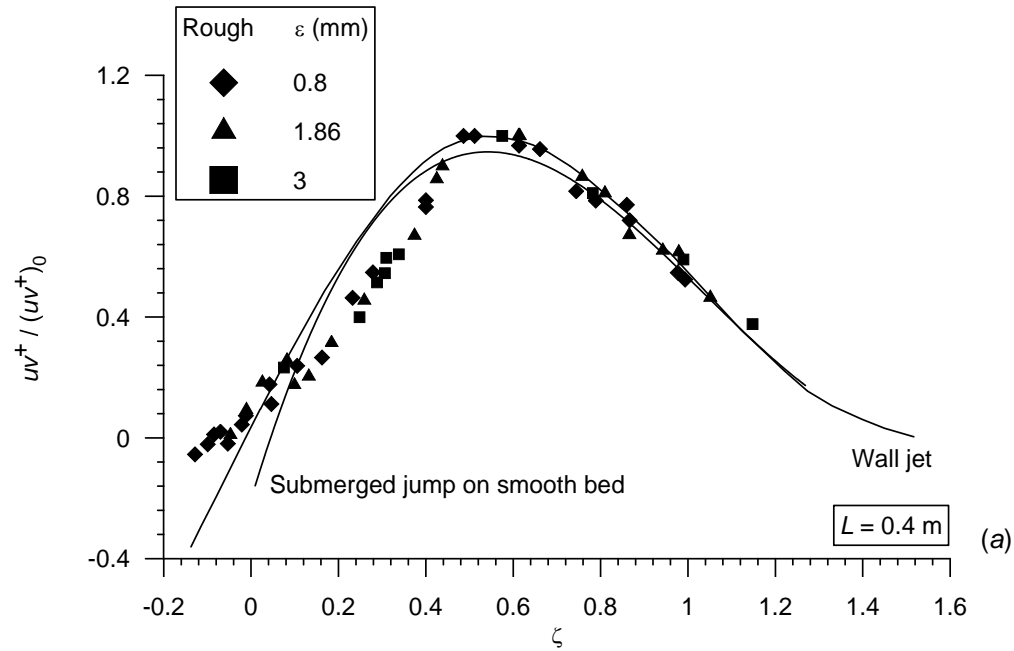 Rough ε (mm)
0.8
1.86
3
1.2
0.8
0.4
0
-0.4
uv⁺ / (uv⁺)₀
Submerged jump on smooth bed
Wall jet
L = 0.4 m
(a)
-0.2 0 0.2 0.4 0.6 0.8 1 1.2 1.4 1.6
ζ